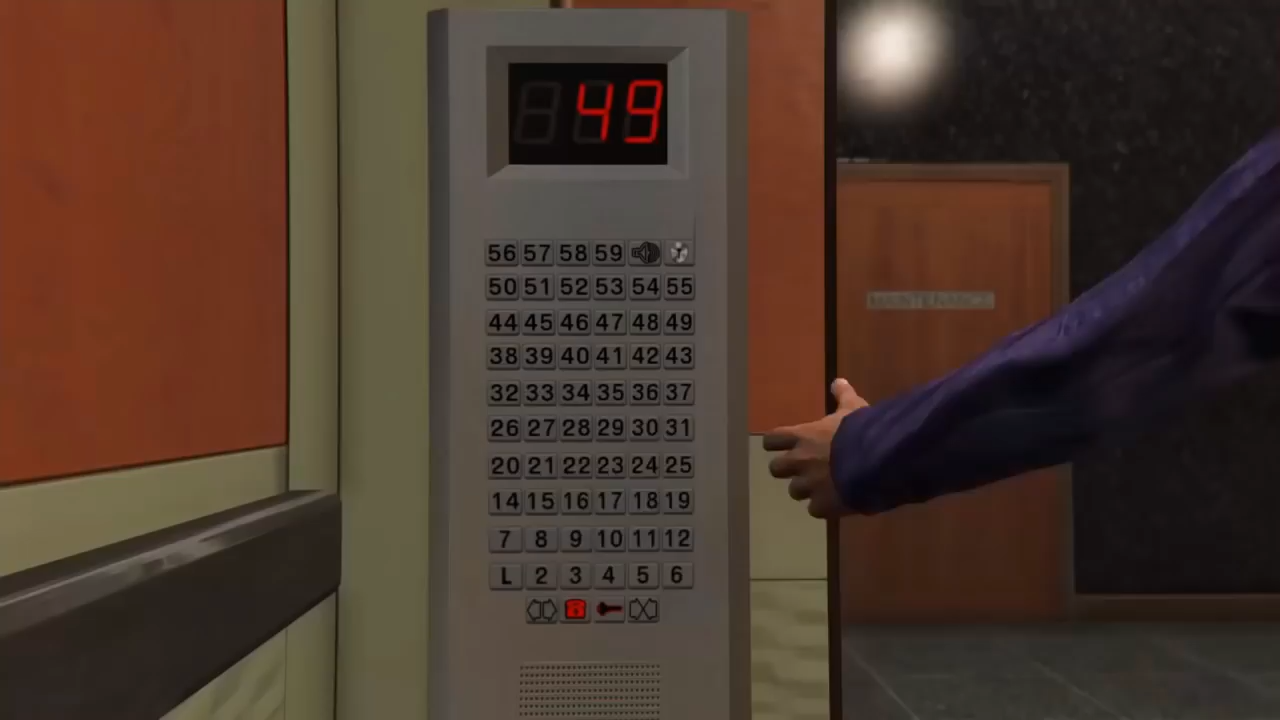 49
56 57 58 59
50 51 52 53 54 55
44 45 46 47 48 49
38 39 40 41 42 43
32 33 34 35 36 37
26 27 28 29 30 31
20 21 22 23 24 25
14 15 16 17 18 19
7 8 9 10 11 12
L 2 3 4 5 6
MAINTENANCE